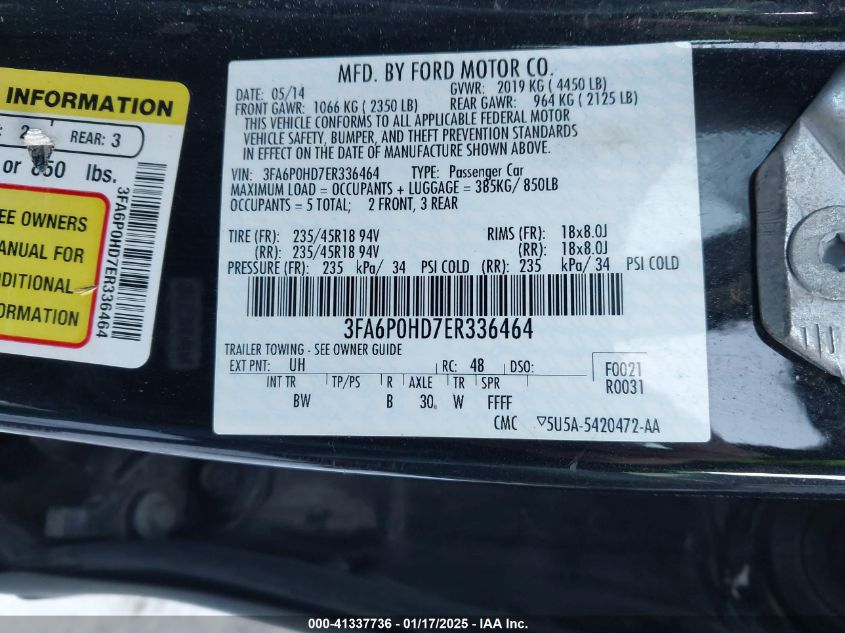 INFORMATION
2 REAR: 3
or 850 lbs.
EE OWNERS
ANUAL FOR
DDITIONAL
3FA6P0HD7ER336464
MFD. BY FORD MOTOR CO.
DATE: 05/14 GVWR: 2019 KG ( 4450 LB)
FRONT GAWR: 1066 KG ( 2350 LB) REAR GAWR: 964 KG ( 2125 LB)
THIS VEHICLE CONFORMS TO ALL APPLICABLE FEDERAL MOTOR
VEHICLE SAFETY, BUMPER, AND THEFT PREVENTION STANDARDS
IN EFFECT ON THE DATE OF MANUFACTURE SHOWN ABOVE.
VIN: 3FA6P0HD7ER336464 TYPE: Passenger Car
MAXIMUM LOAD = OCCUPANTS + LUGGAGE = 385KG/ 850LB
OCCUPANTS = 5 TOTAL; 2 FRONT, 3 REAR
TIRE (FR): 235/45R18 94V RIMS (FR): 18x8.0J
(RR): 235/45R18 94V (RR): 18x8.0J
PRESSURE (FR): 235 kPa/ 34 PSI COLD (RR): 235 kPa/ 34 PSI COLD
3FA6P0HD7ER336464
TRAILER TOWING - SEE OWNER GUIDE
EXT PNT: UH RC: 48 DSO: F0021
R0031
INT TR TP/PS R AXLE TR SPR
BW B 30 W FFFF
CMC ▽5U5A-5420472-AA
000-41337736 - 01/17/2025 - IAA Inc.